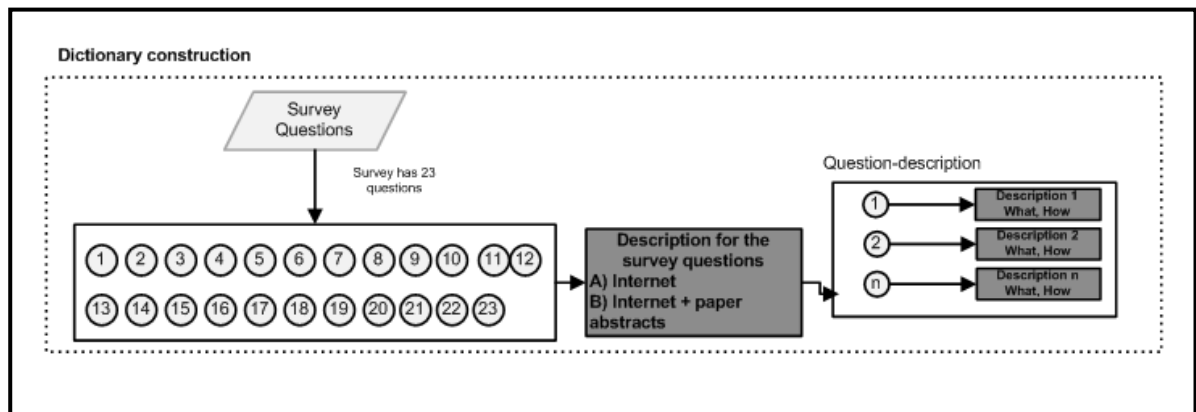 Dictionary construction
Survey
Questions
Survey has 23
questions
1 2 3 4 5 6 7 8 9 10 11 12
13 14 15 16 17 18 19 20 21 22 23
Description for the
survey questions
A) Internet
B) Internet + paper
abstracts
Question-description
1
Description 1
What, How
2
Description 2
What, How
n
Description n
What, How